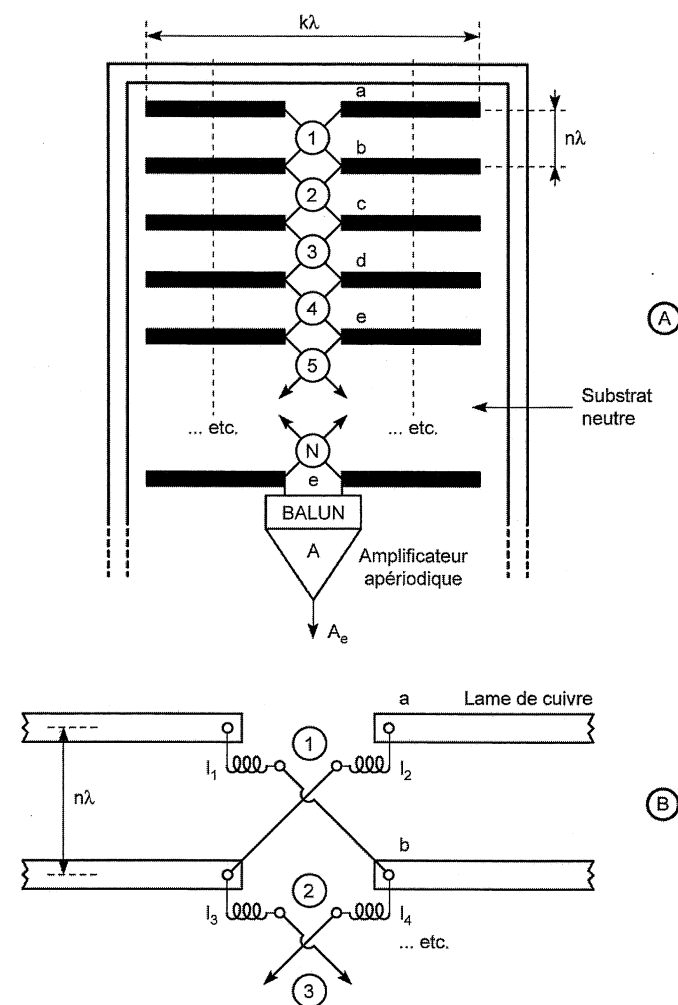 kλ
a
1
nλ
b
2
c
3
d
4
A
e
5
Substrat
neutre
... etc.
... etc.
N
e
BALUN
A
Amplificateur
apériodique
Ae
a
Lame de cuivre
1
l1
l2
nλ
B
b
2
l3
l4
... etc.
3